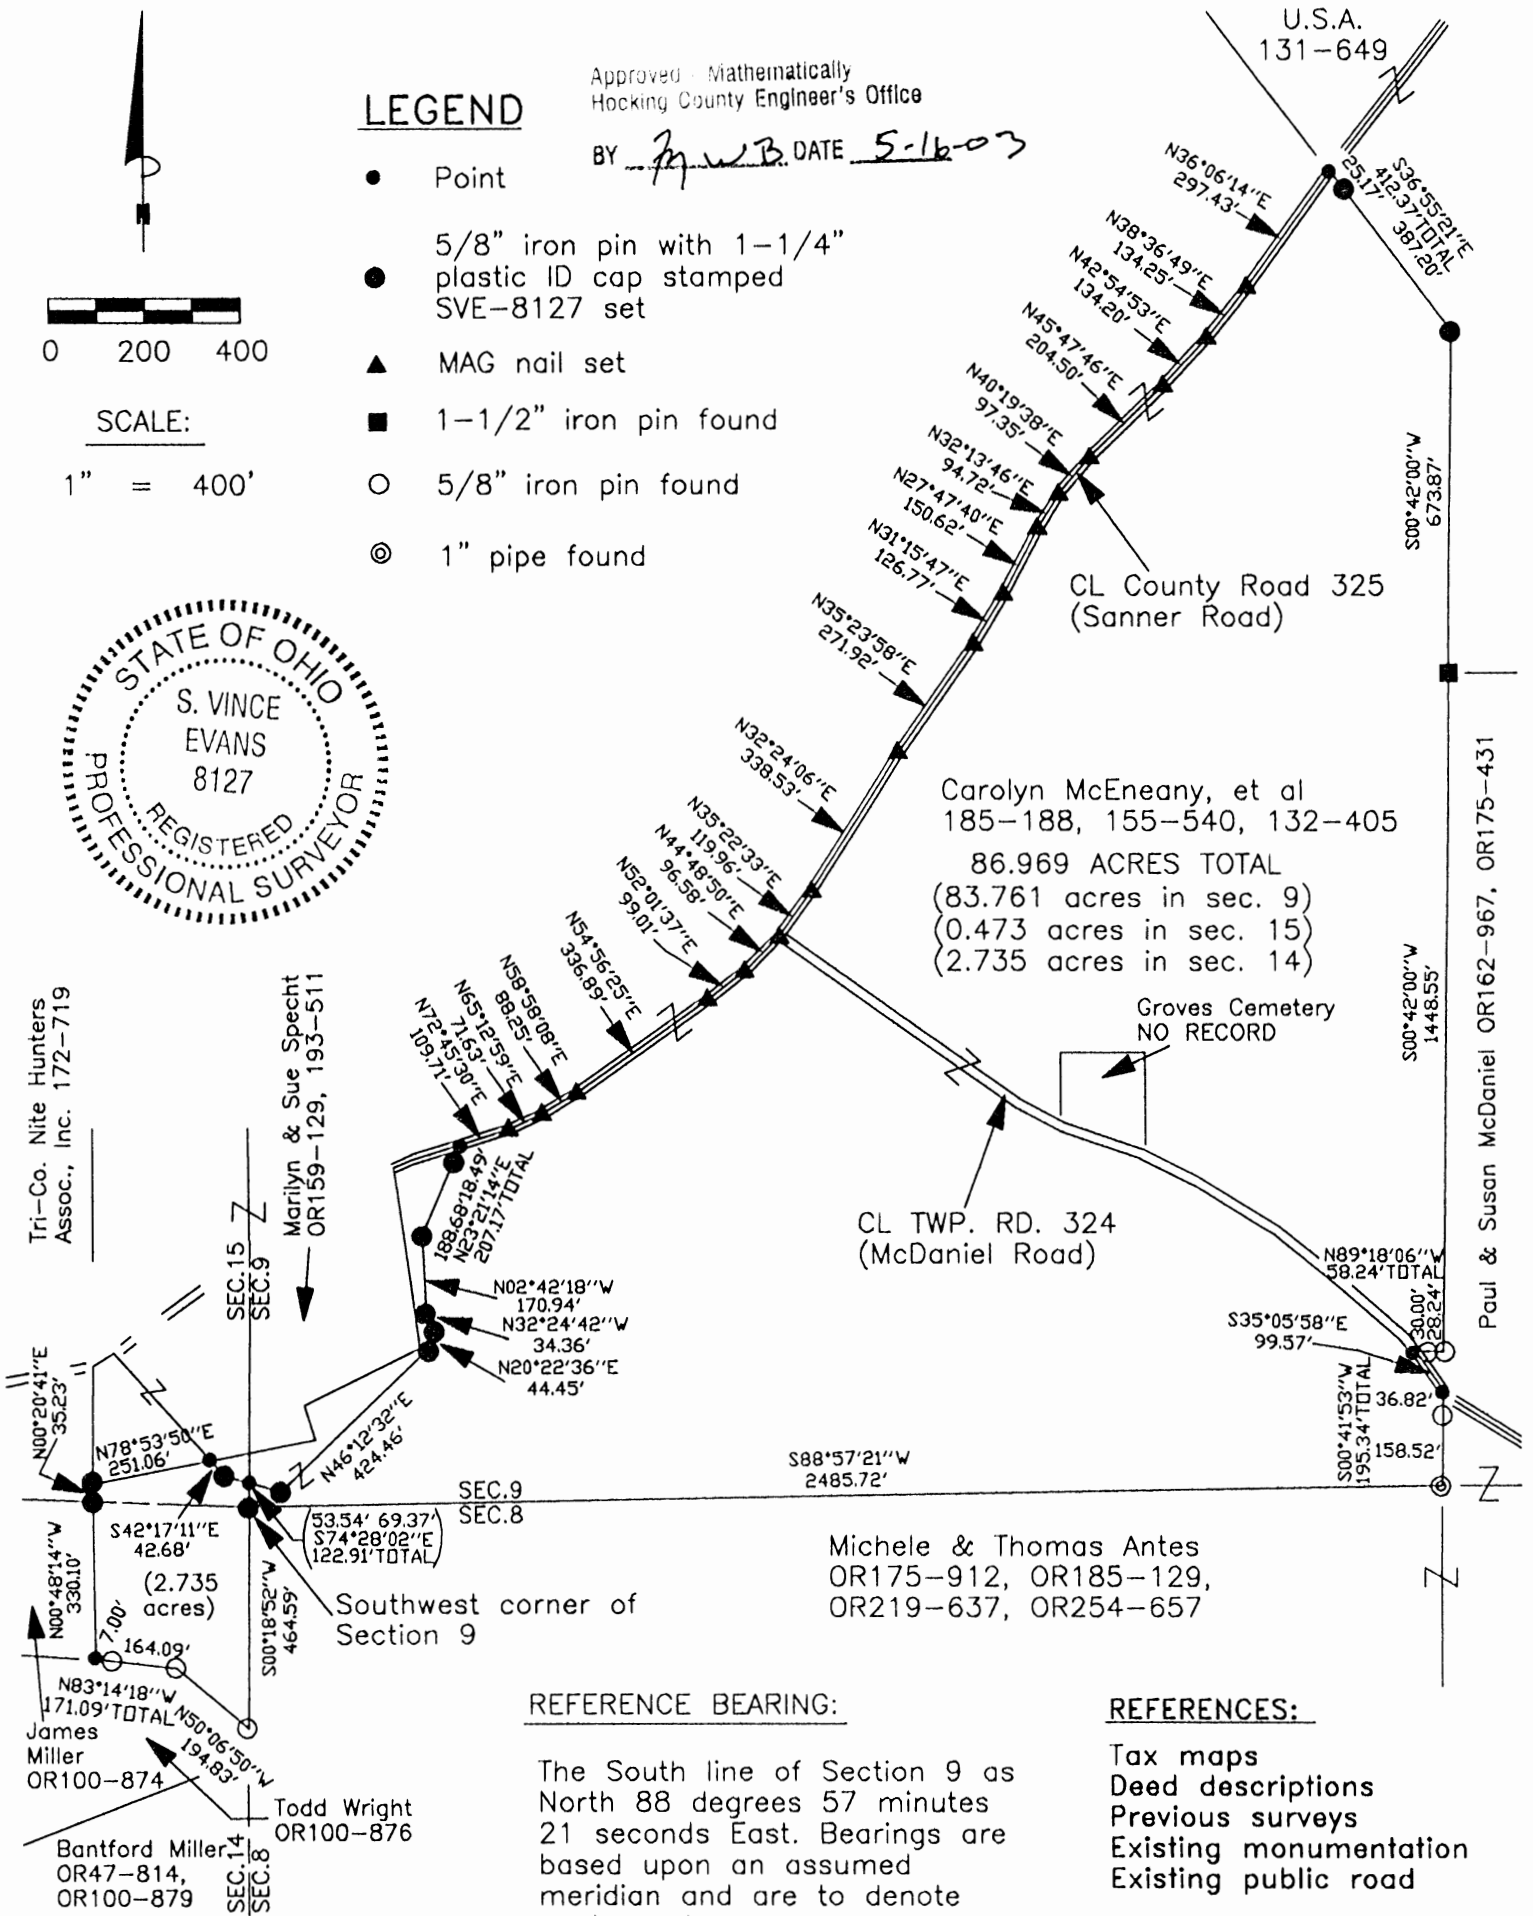 U.S.A.
131-649
Approved - Mathematically
Hocking County Engineer's Office
BY M W B DATE 5-16-03
LEGEND
Point
5/8" iron pin with 1-1/4"
plastic ID cap stamped
SVE-8127 set
MAG nail set
1-1/2" iron pin found
5/8" iron pin found
1" pipe found
0 200 400
SCALE:
1" = 400'
STATE OF OHIO
S. VINCE
EVANS
8127
REGISTERED
PROFESSIONAL SURVEYOR
N36°06'14"E
297.43'
N38°36'49"E
134.25'
N42°54'53"E
134.20'
N45°47'46"E
204.50'
N40°19'38"E
97.35'
N32°13'46"E
94.72'
N27°47'40"E
150.62'
N31°15'47"E
126.77'
N35°23'58"E
271.92'
N32°24'06"E
338.53'
N35°22'33"E
119.96'
N44°48'50"E
96.58'
N52°01'37"E
99.01'
N54°56'25"E
336.89'
N58°58'08"E
88.25'
N65°12'59"E
71.63'
N72°45'30"E
109.71'
S36°55'21"E
412.37'TOTAL
25.17' 387.20'
S00°42'00"W
673.87'
CL County Road 325
(Sanner Road)
Carolyn McEneany, et al
185-188, 155-540, 132-405
86.969 ACRES TOTAL
(83.761 acres in sec. 9)
(0.473 acres in sec. 15)
(2.735 acres in sec. 14)
Groves Cemetery
NO RECORD
S00°42'00"W
1448.55'
Paul & Susan McDaniel OR162-967, OR175-431
CL TWP. RD. 324
(McDaniel Road)
N89°18'06"W
58.24'TOTAL
30.00'
28.24'
S35°05'58"E
99.57'
36.82'
S00°41'53"W
195.34'TOTAL
158.52'
Tri-Co. Nite Hunters
Assoc., Inc. 172-719
Marilyn & Sue Specht
OR159-129, 193-511
SEC.15
SEC.9
188.68' 18.49'
N23°21'14"E
207.17'TOTAL
N02°42'18"W
170.94'
N32°24'42"W
34.36'
N20°22'36"E
44.45'
N46°12'32"E
424.46'
N00°20'41"E
35.23'
N78°53'50"E
251.06'
S42°17'11"E
42.68'
(53.54' 69.37'
S74°28'02"E
122.91'TOTAL)
S88°57'21"W
2485.72'
SEC.9
SEC.8
Southwest corner of
Section 9
(2.735
acres)
N00°48'14"W
330.10'
S00°18'52"W
464.59'
7.00'
164.09'
N83°14'18"W
171.09'TOTAL
N50°06'50"W
194.83'
James
Miller
OR100-874
Todd Wright
OR100-876
Bantford Miller
OR47-814,
OR100-879
SEC.14
SEC.8
Michele & Thomas Antes
OR175-912, OR185-129,
OR219-637, OR254-657
REFERENCE BEARING:
The South line of Section 9 as
North 88 degrees 57 minutes
21 seconds East. Bearings are
based upon an assumed
meridian and are to denote
REFERENCES:
Tax maps
Deed descriptions
Previous surveys
Existing monumentation
Existing public road